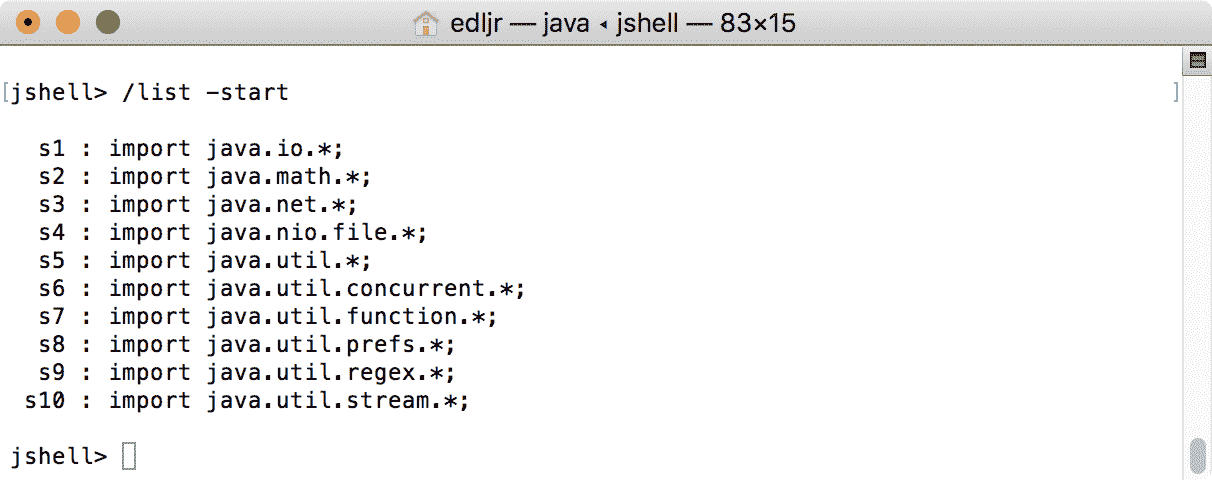 edljr — java ◂ jshell — 83×15
[jshell> /list -start ]
s1 : import java.io.*;
s2 : import java.math.*;
s3 : import java.net.*;
s4 : import java.nio.file.*;
s5 : import java.util.*;
s6 : import java.util.concurrent.*;
s7 : import java.util.function.*;
s8 : import java.util.prefs.*;
s9 : import java.util.regex.*;
s10 : import java.util.stream.*;
jshell>